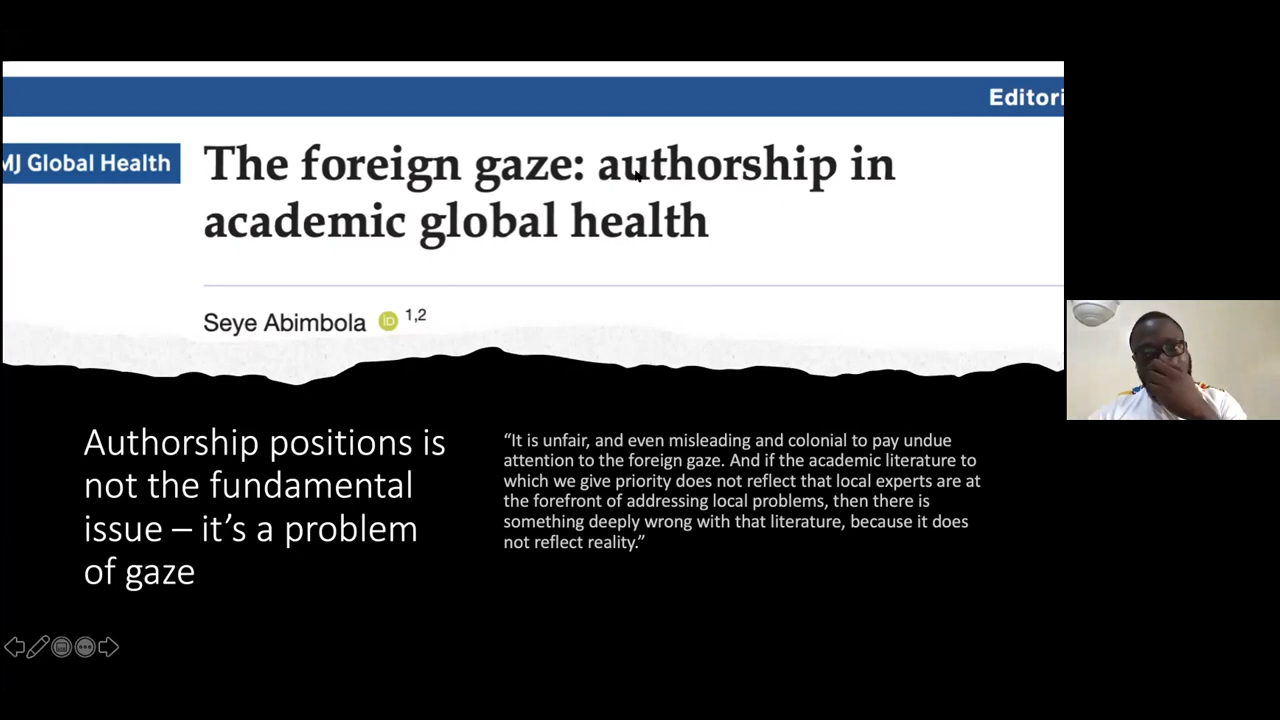 Editori
MJ Global Health
The foreign gaze: authorship in
academic global health
Seye Abimbola iD 1,2
Authorship positions is
not the fundamental
issue – it’s a problem
of gaze
“It is unfair, and even misleading and colonial to pay undue
attention to the foreign gaze. And if the academic literature to
which we give priority does not reflect that local experts are at
the forefront of addressing local problems, then there is
something deeply wrong with that literature, because it does
not reflect reality.”